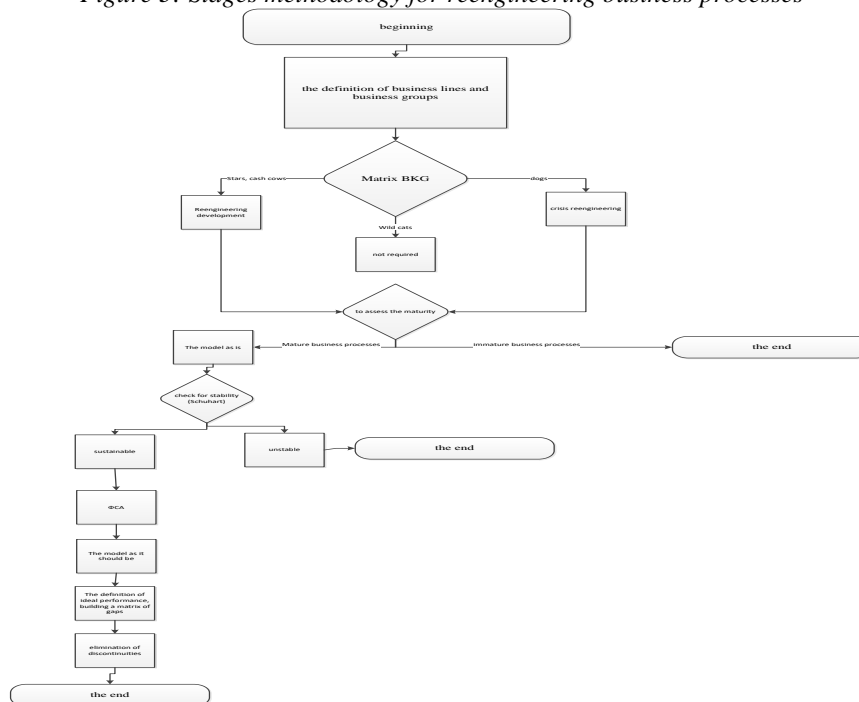 Figure 3: Stages methodology for reengineering business processes
beginning
the definition of business lines and
business groups
Matrix BKG
Stars, cash cows
dogs
Reengineering
development
crisis reengineering
Wild cats
not required
to assess the maturity
The model as is
Mature business processes
Immature business processes
the end
check for stability
(Schuhart)
sustainable
unstable
the end
ФСА
The model as it
should be
The definition of
ideal performance,
building a matrix of
gaps
elimination of
discontinuities
the end